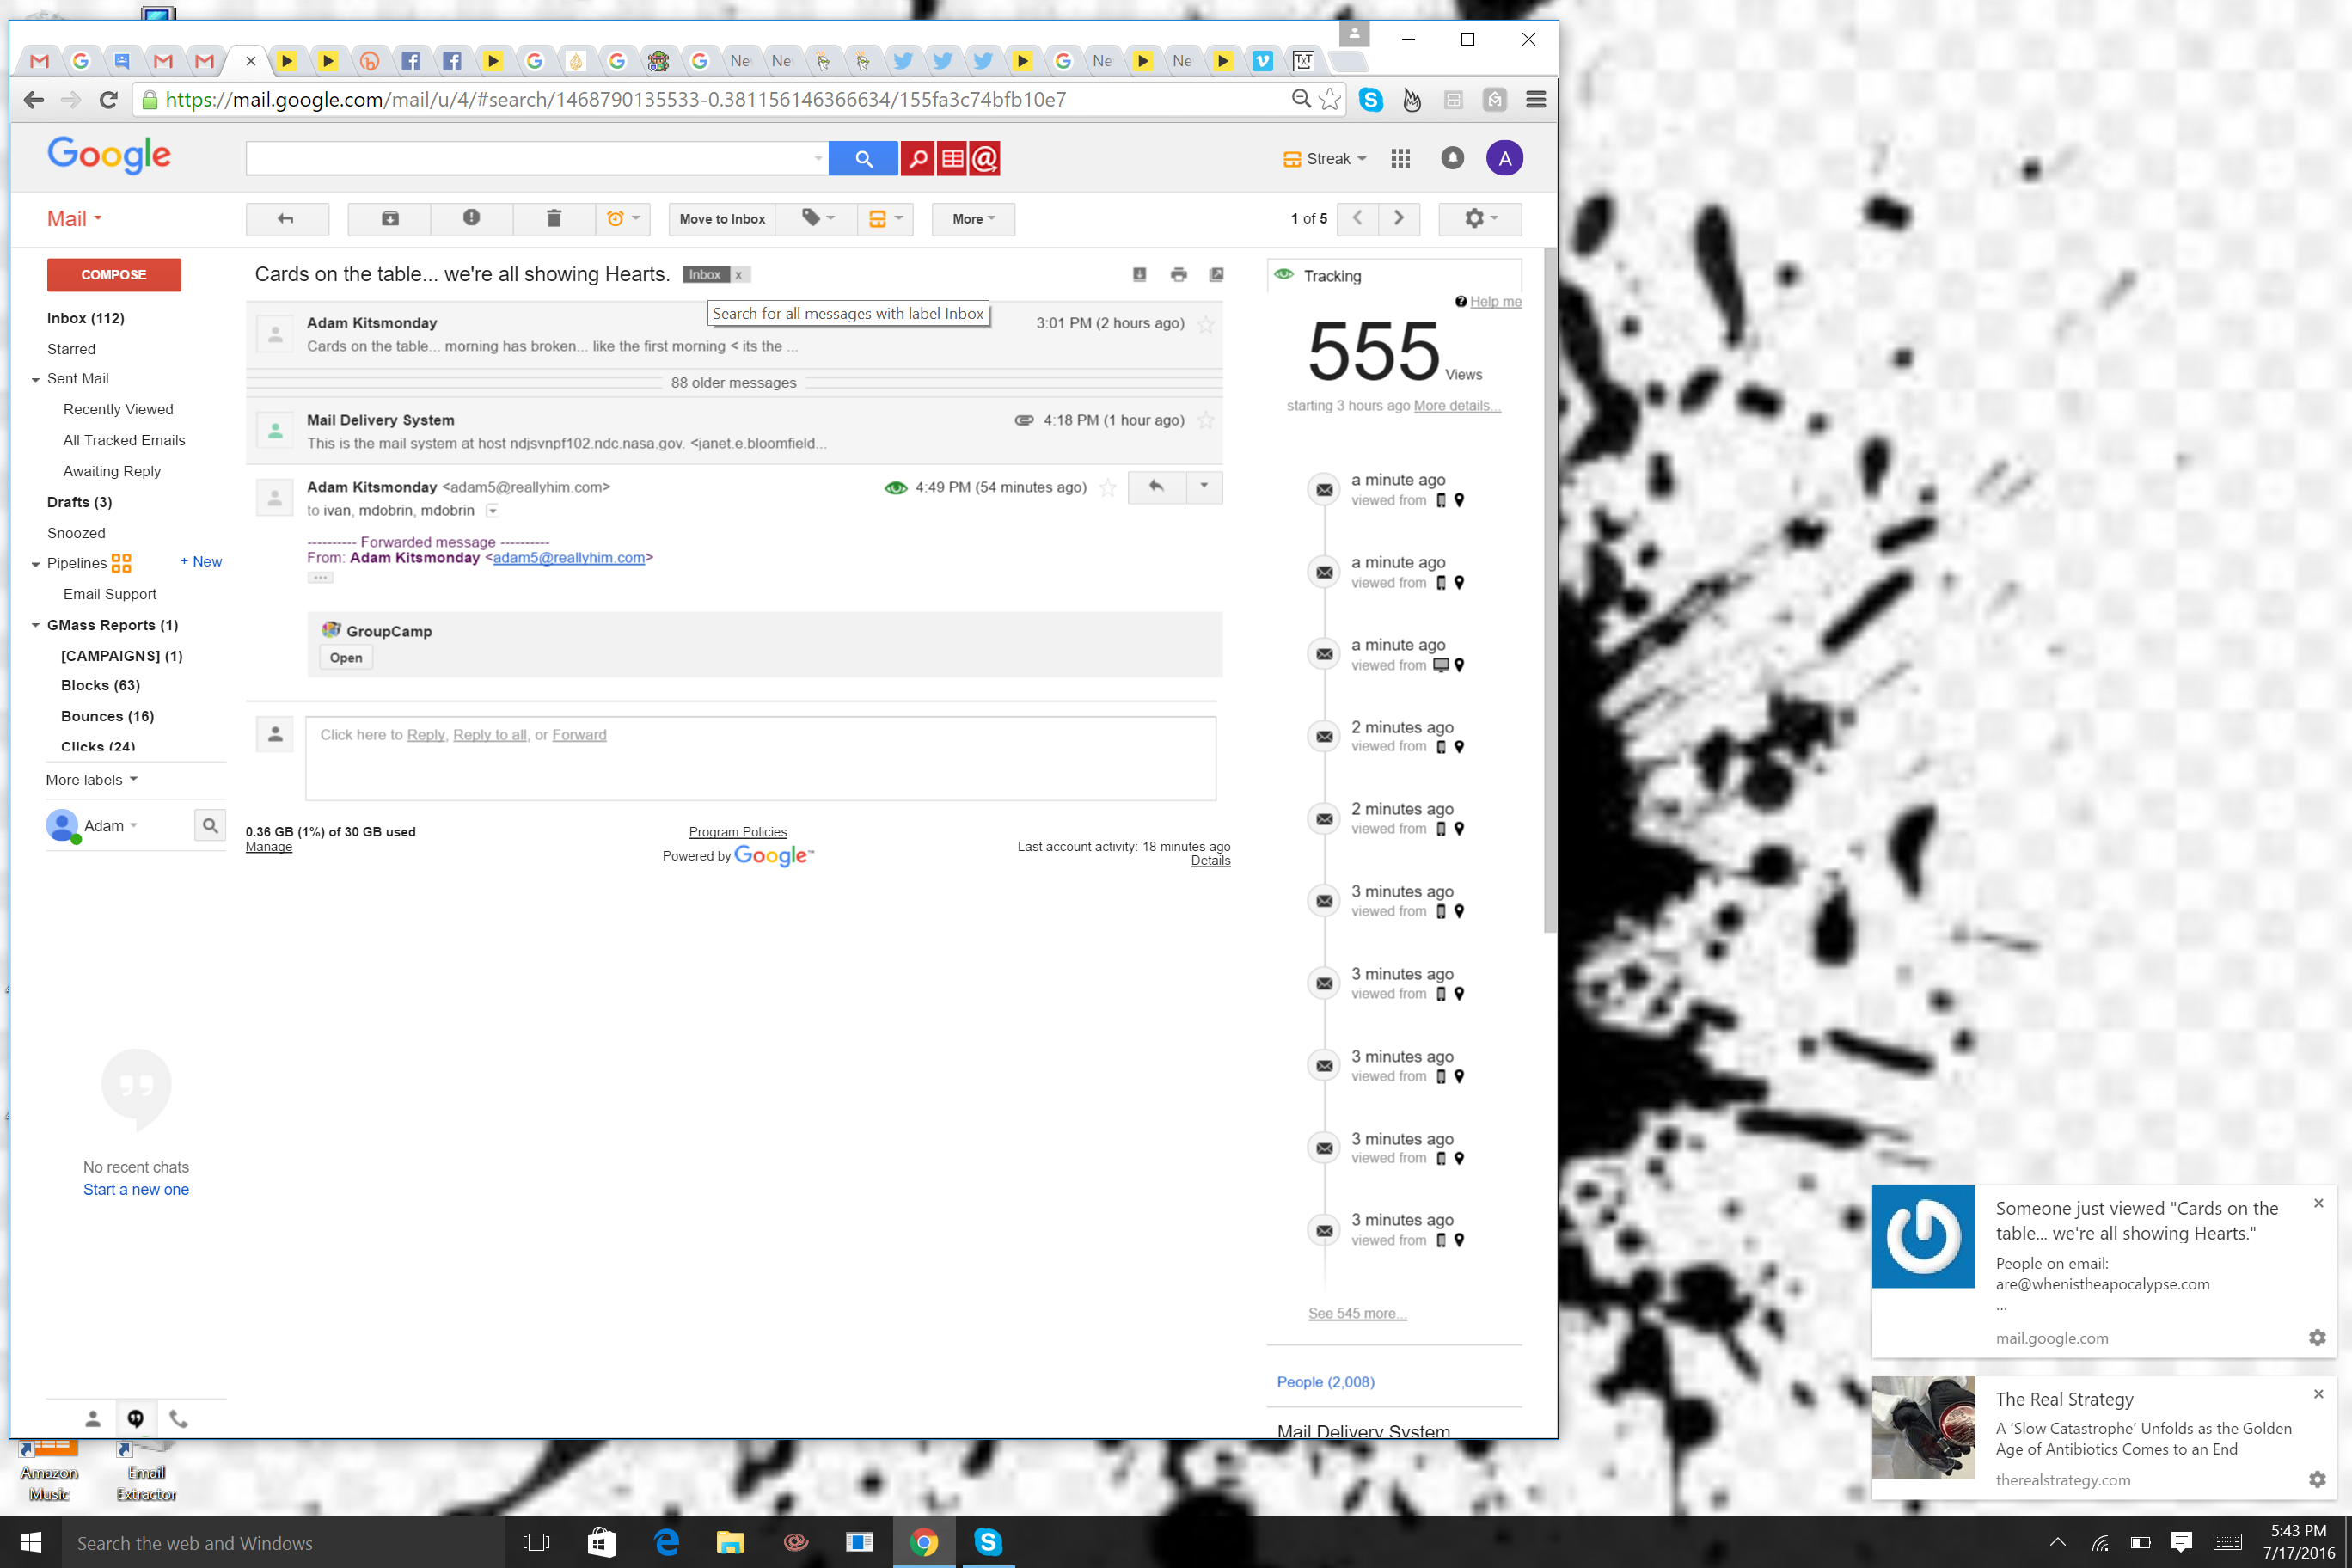 Ne
Ne
Ne
Ne
TXT
https://mail.google.com/mail/u/4/#search/1468790135533-0.381156146366634/155fa3c74bfb10e7
Google
Streak
A
Mail
Move to Inbox
More
1 of 5
COMPOSE
Inbox (112)
Starred
Sent Mail
Recently Viewed
All Tracked Emails
Awaiting Reply
Drafts (3)
Snoozed
Pipelines
+ New
Email Support
GMass Reports (1)
[CAMPAIGNS] (1)
Blocks (63)
Bounces (16)
Clicks (24)
More labels
Adam
No recent chats
Start a new one
Cards on the table... we're all showing Hearts.
Inbox x
Search for all messages with label Inbox
Adam Kitsmonday
3:01 PM (2 hours ago)
Cards on the table... morning has broken... like the first morning < its the ...
88 older messages
Mail Delivery System
4:18 PM (1 hour ago)
This is the mail system at host ndjsvnpf102.ndc.nasa.gov. <janet.e.bloomfield...
Adam Kitsmonday <adam5@reallyhim.com>
4:49 PM (54 minutes ago)
to ivan, mdobrin, mdobrin
---------- Forwarded message ----------
From: Adam Kitsmonday <adam5@reallyhim.com>
GroupCamp
Open
Click here to Reply, Reply to all, or Forward
0.36 GB (1%) of 30 GB used
Manage
Program Policies
Powered by Google™
Last account activity: 18 minutes ago
Details
Tracking
Help me
555 Views
starting 3 hours ago More details...
a minute ago
viewed from
a minute ago
viewed from
a minute ago
viewed from
2 minutes ago
viewed from
2 minutes ago
viewed from
3 minutes ago
viewed from
3 minutes ago
viewed from
3 minutes ago
viewed from
3 minutes ago
viewed from
3 minutes ago
viewed from
See 545 more...
People (2,008)
Mail Delivery System
Someone just viewed "Cards on the
table... we're all showing Hearts."
People on email:
are@whenistheapocalypse.com
...
mail.google.com
The Real Strategy
A ‘Slow Catastrophe’ Unfolds as the Golden
Age of Antibiotics Comes to an End
therealstrategy.com
Amazon
Music
Email
Extractor
Search the web and Windows
5:43 PM
7/17/2016